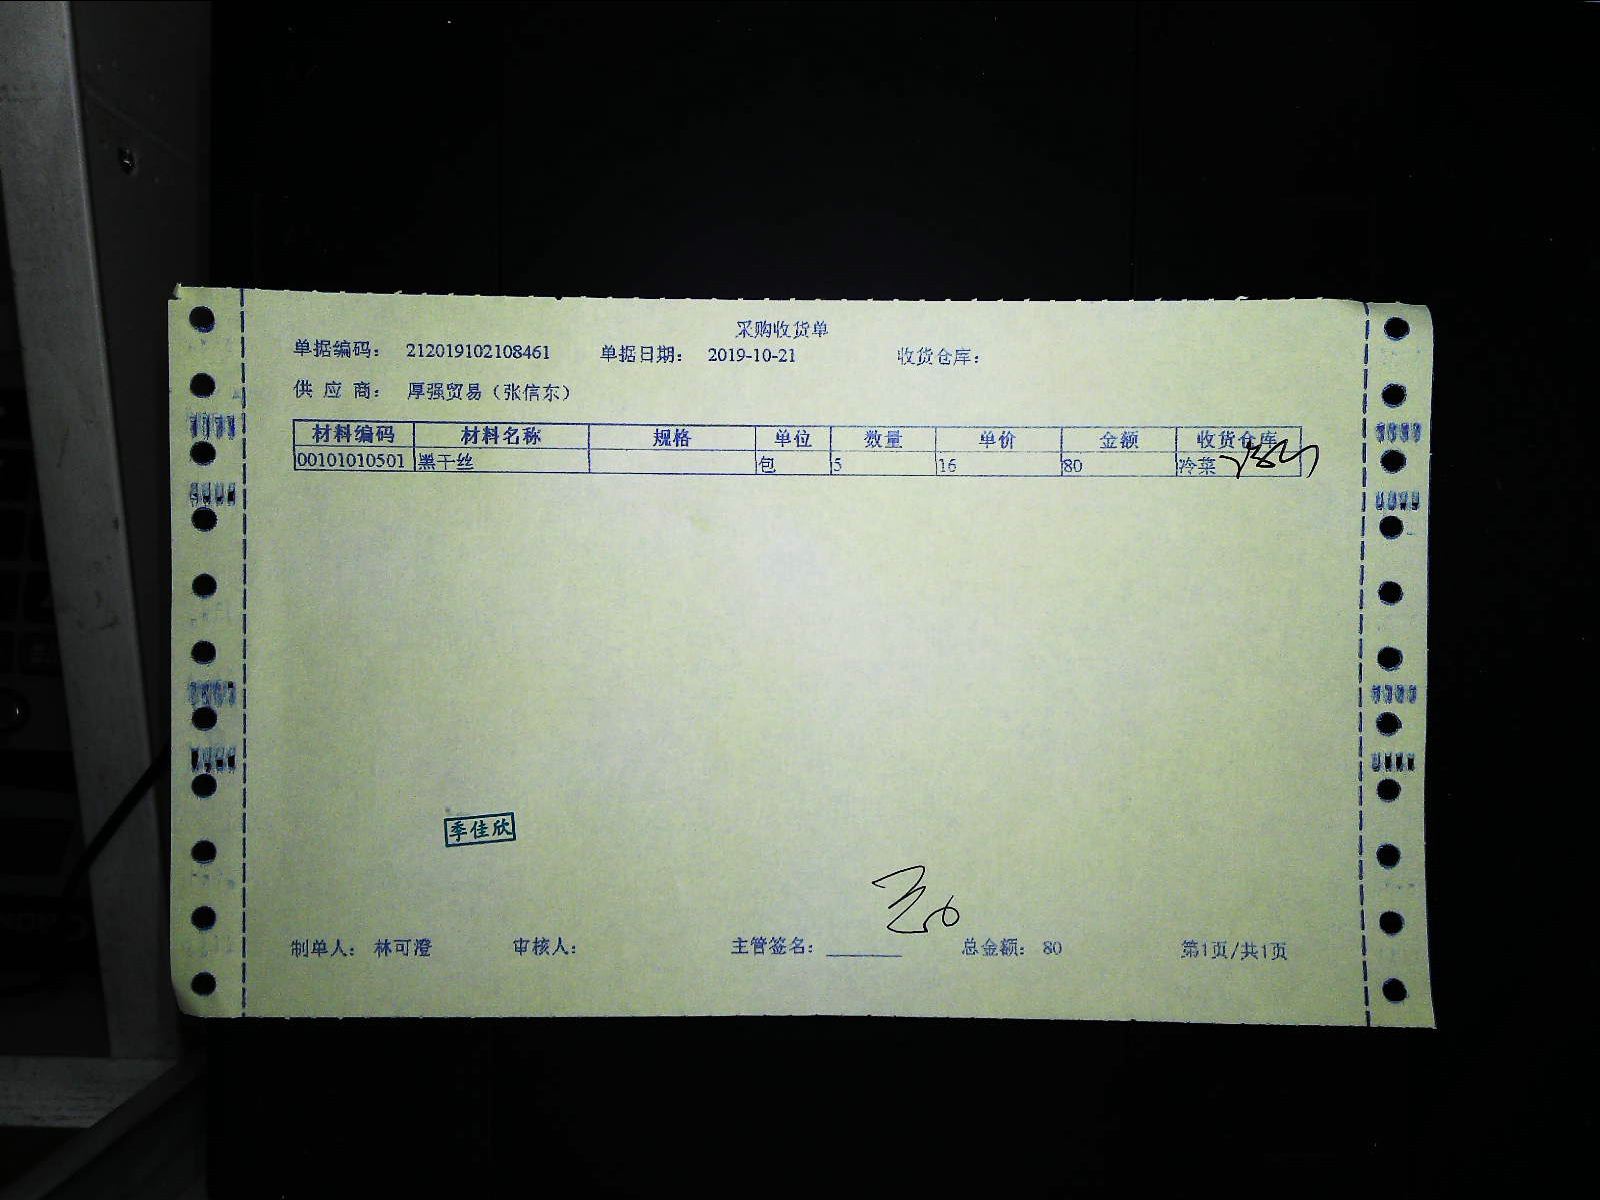 采购收货单
单据编码： 212019102108461 单据日期： 2019-10-21 收货仓库：
供 应 商： 厚强贸易（张信东）
材料编码 材料名称 规格 单位 数量 单价 金额 收货仓库
00101010501 黑干丝 包 5 16 80 冷菜
季佳欣
制单人： 林可澄 审核人： 主管签名： 总金额： 80 第1页/共1页